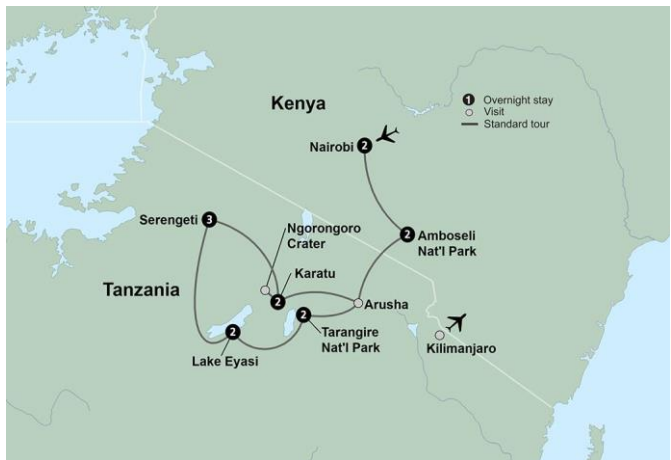 Kenya
1 Overnight stay
Visit
Standard tour
Nairobi 2
Serengeti 3
Ngorongoro
Crater
2 Amboseli
Nat'l Park
Karatu
2
Tanzania
Arusha
2
Tarangire
Nat'l Park
2
Lake Eyasi
Kilimanjaro